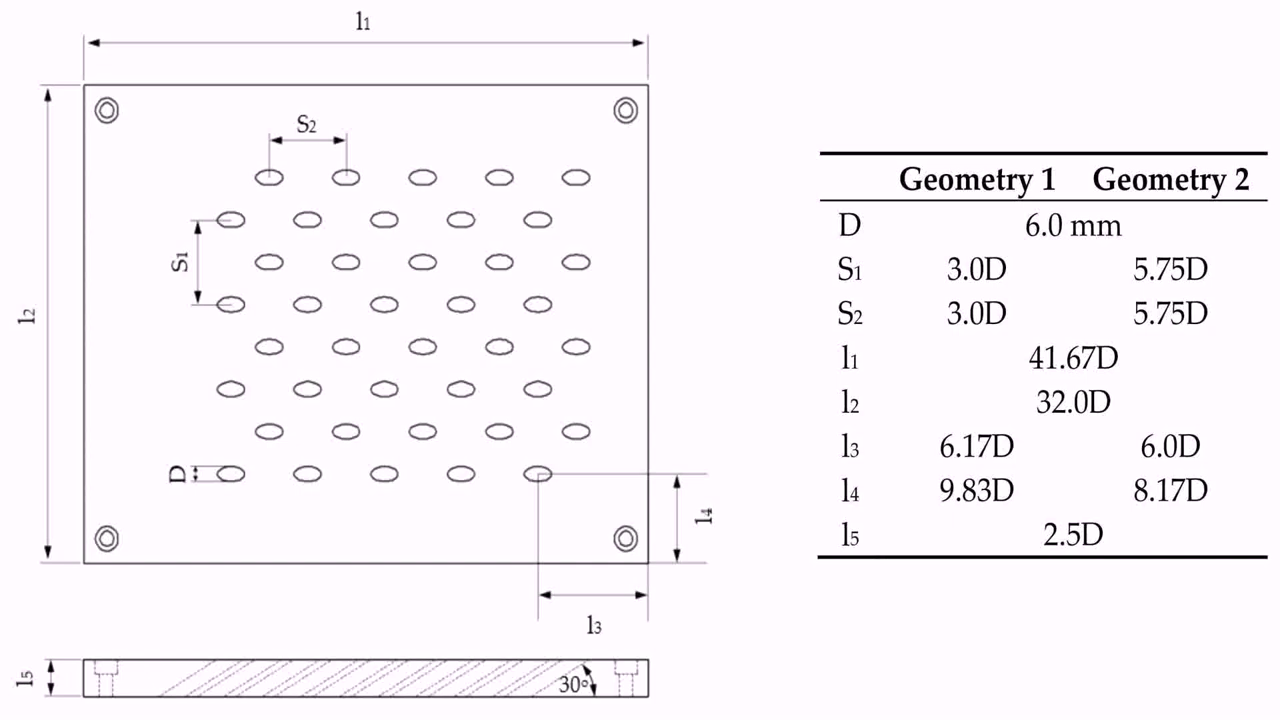 l1
S2
S1
l2
D
l4
l3
l5
30°
Geometry 1 Geometry 2
D 6.0 mm
S1 3.0D 5.75D
S2 3.0D 5.75D
l1 41.67D
l2 32.0D
l3 6.17D 6.0D
l4 9.83D 8.17D
l5 2.5D